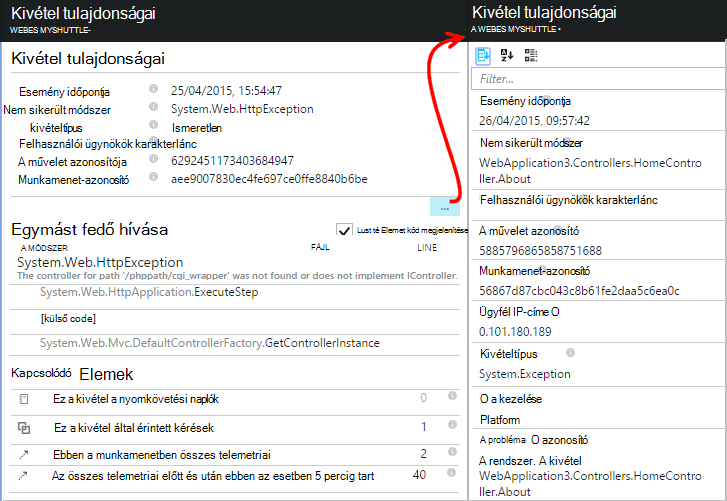 Kivétel tulajdonságai
WEBES MYSHUTTLE-
Kivétel tulajdonságai
Esemény időpontja 25/04/2015, 15:54:47
Nem sikerült módszer System.Web.HttpException
kivételtípus Ismeretlen
Felhasználói ügynökök karakterlánc
A művelet azonosítója 6292451173403684947
Munkamenet-azonosító aee9007830ec4fe697ce0ffe8840b6be
...
Egymást fedő hívása Lust té Elemet kód megjelenítése
A MÓDSZER FÁJL LINE
System.Web.HttpException
The controller for path '/phppath/cgi_wrapper' was not found or does not implement IController.
System.Web.HttpApplication.ExecuteStep
[külső code]
System.Web.Mvc.DefaultControllerFactory.GetControllerInstance
Kapcsolódó Elemek
Ez a kivétel a nyomkövetési naplók 0
Ez a kivétel által érintett kérések 1
Ebben a munkamenetben összes telemetriai 2
Az összes telemetriai előtt és után ebben az esetben 5 percig tart 40
Kivétel tulajdonságai
A WEBES MYSHUTTLE •
Filter...
Esemény időpontja
26/04/2015, 09:57:42
Nem sikerült módszer
WebApplication3.Controllers.HomeContro
ller.About
Felhasználói ügynökök karakterlánc
A művelet azonosító
5885796865858751688
Munkamenet-azonosító
56867d87cbc043c8b61fe2daa5c6ea0c
Ügyfél IP-címe O
0.101.180.189
Kivételtípus
System.Exception
O a kezelése
Platform
A probléma O azonosító
A rendszer. A kivétel
WebApplication3.Controllers.HomeContro
ller.About